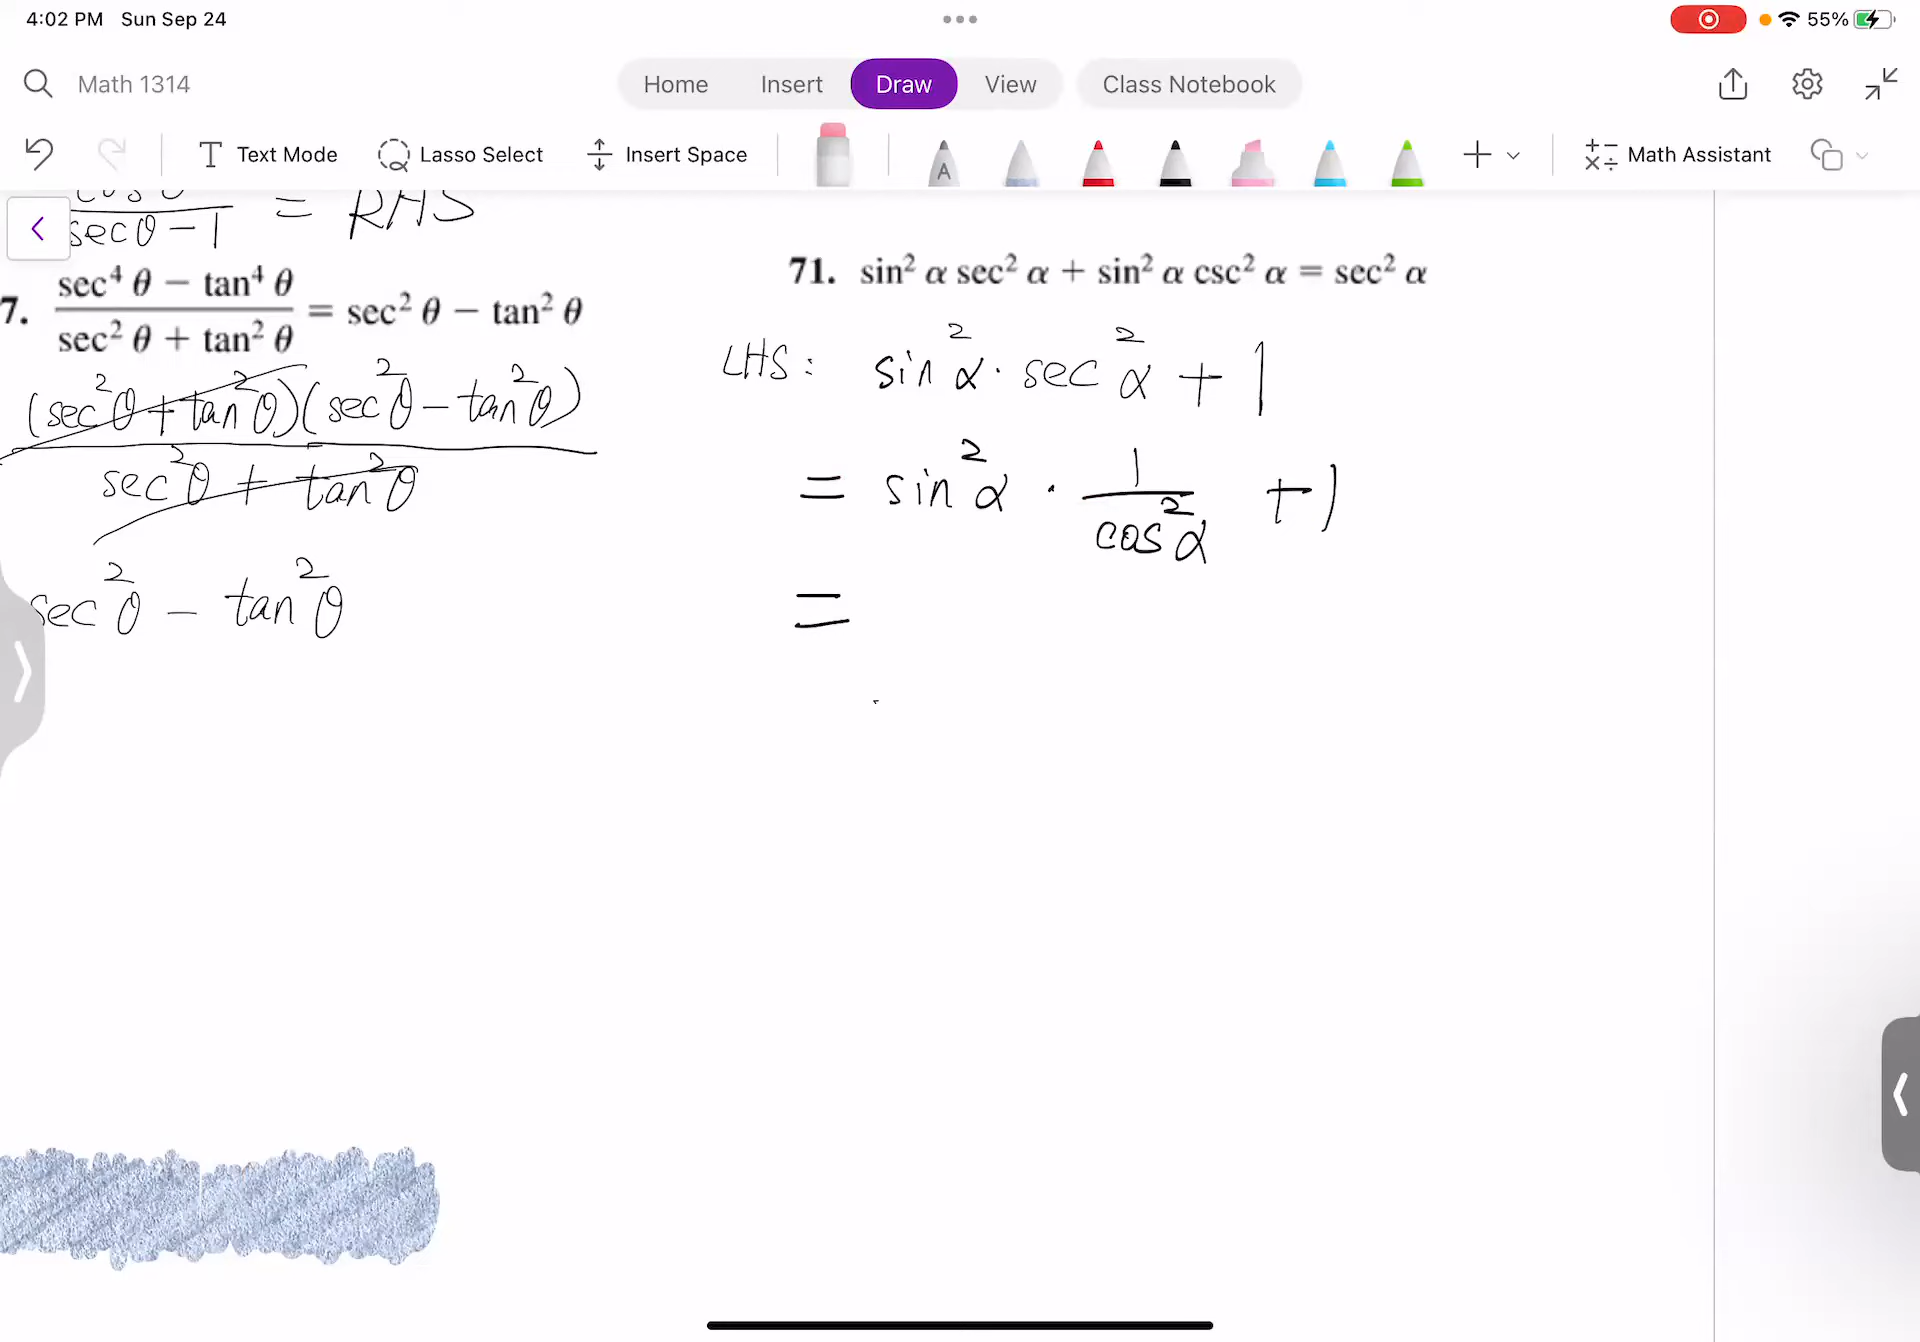 4:02 PM Sun Sep 24
55%
Math 1314
Home Insert Draw View Class Notebook
Text Mode Lasso Select Insert Space A Math Assistant
cos θ / sec θ − 1 = RHS
7. (sec⁴ θ − tan⁴ θ) / (sec² θ + tan² θ) = sec² θ − tan² θ
(sec²θ + tan²θ)(sec²θ − tan²θ)
sec²θ + tan²θ
sec²θ − tan²θ
71. sin² α sec² α + sin² α csc² α = sec² α
LHS: sin²α · sec²α + 1
= sin²α · 1 / cos²α + 1
=